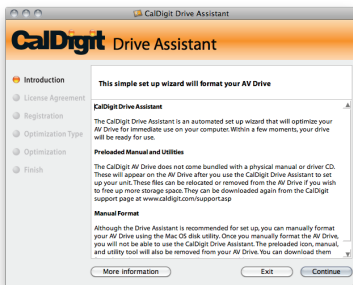 CalDigit Drive Assistant
CalDigit Drive Assistant
Introduction
License Agreement
Registration
Optimization Type
Optimization
Finish
This simple set up wizard will format your AV Drive
CalDigit Drive Assistant
The CalDigit AV Drive Assistant is an automated set up wizard that will optimize your
AV Drive for immediate use on your computer. Within a few moments, your drive
will be ready for use.
Preloaded Manual and Utilities
The CalDigit AV Drive does not come bundled with a physical manual or driver CD.
These will appear on the AV Drive after you use the CalDigit Drive Assistant to set
up your unit. These files can be relocated or removed from the AV Drive if you wish
to free up more storage space. They can be downloaded again from the CalDigit
support page at www.caldigit.com/support.asp
Manual Format
Although the Drive Assistant is recommended for set up, you can manually format
your AV Drive using the Mac OS disk utility. Once you manually format the AV Drive,
you will not be able to use the CalDigit Drive Assistant. The preloaded icon, manual,
and utility tool will also be removed from your AV Drive. You can download them
More information
Exit
Continue